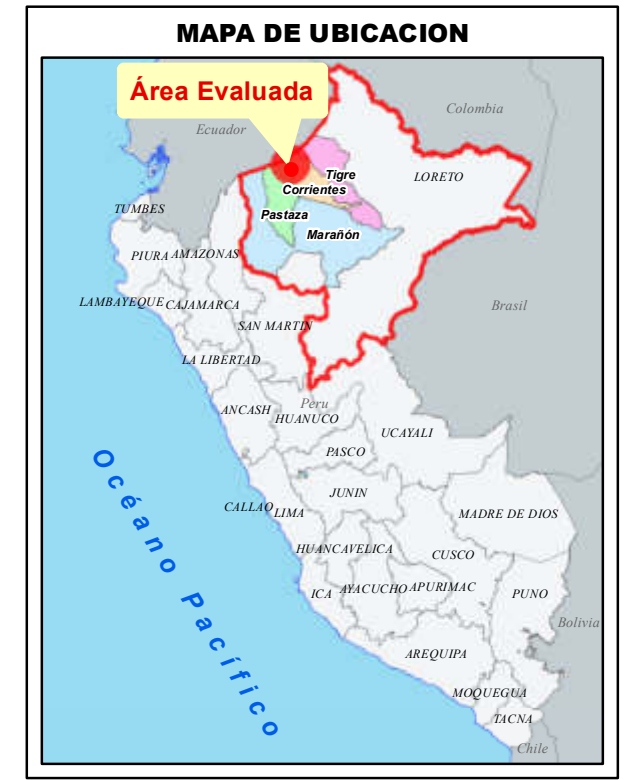 MAPA DE UBICACION
Área Evaluada
Colombia
Ecuador
Tigre
LORETO
Corrientes
TUMBES
Pastaza
Marañón
PIURA
AMAZONAS
LAMBAYEQUE
CAJAMARCA
Brasil
SAN MARTIN
LA LIBERTAD
Peru
ANCASH
HUANUCO
UCAYALI
PASCO
Océano Pacífico
JUNIN
CALLAO
LIMA
MADRE DE DIOS
HUANCAVELICA
CUSCO
ICA
AYACUCHO
APURIMAC
PUNO
Bolivia
AREQUIPA
MOQUEGUA
TACNA
Chile